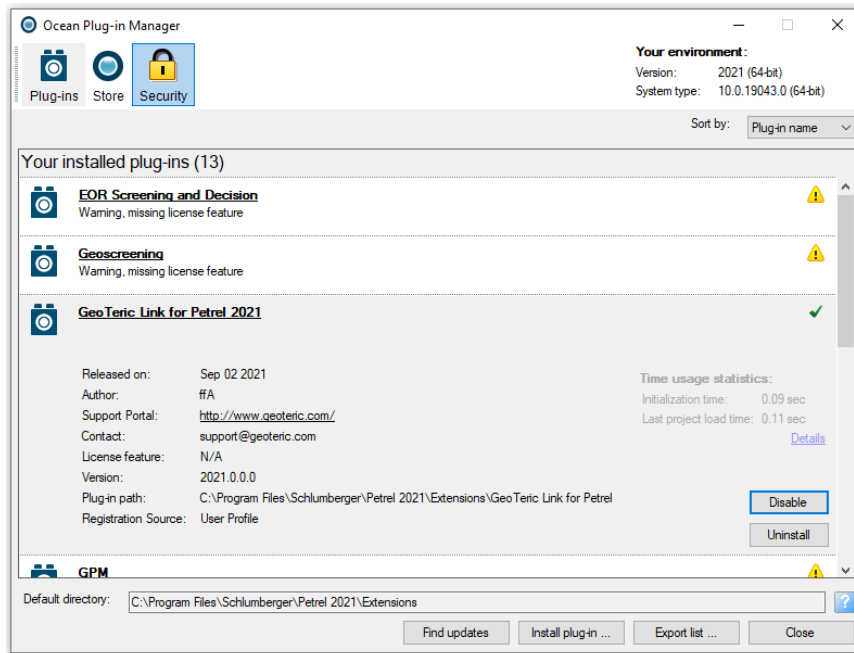 Ocean Plug-in Manager
Plug-ins
Store
Security
Your environment:
Version: 2021 (64-bit)
System type: 10.0.19043.0 (64-bit)
Sort by: Plug-in name
Your installed plug-ins (13)
EOR Screening and Decision
Warning, missing license feature
Geoscreening
Warning, missing license feature
GeoTeric Link for Petrel 2021
Released on: Sep 02 2021
Author: ffA
Support Portal: http://www.geoteric.com/
Contact: support@geoteric.com
License feature: N/A
Version: 2021.0.0.0
Plug-in path: C:\Program Files\Schlumberger\Petrel 2021\Extensions\GeoTeric Link for Petrel
Registration Source: User Profile
Time usage statistics:
Initialization time: 0.09 sec
Last project load time: 0.11 sec
Details
Disable
Uninstall
GPM
Default directory: C:\Program Files\Schlumberger\Petrel 2021\Extensions
?
Find updates
Install plug-in ...
Export list ...
Close